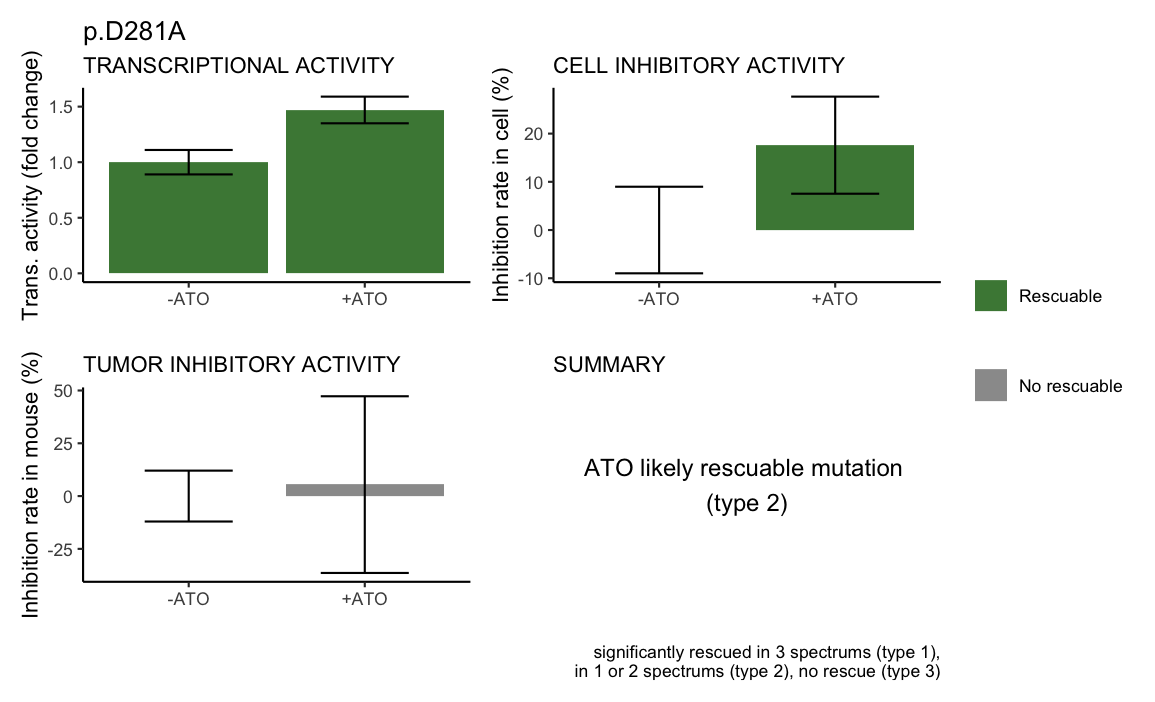 p.D281A
TRANSCRIPTIONAL ACTIVITY
Trans. activity (fold change)
1.5
1.0
0.5
0.0
-ATO
+ATO
CELL INHIBITORY ACTIVITY
Inhibition rate in cell (%)
20
10
0
-10
-ATO
+ATO
Rescuable
No rescuable
TUMOR INHIBITORY ACTIVITY
Inhibition rate in mouse (%)
50
25
0
-25
-ATO
+ATO
SUMMARY
ATO likely rescuable mutation
(type 2)
significantly rescued in 3 spectrums (type 1),
in 1 or 2 spectrums (type 2), no rescue (type 3)